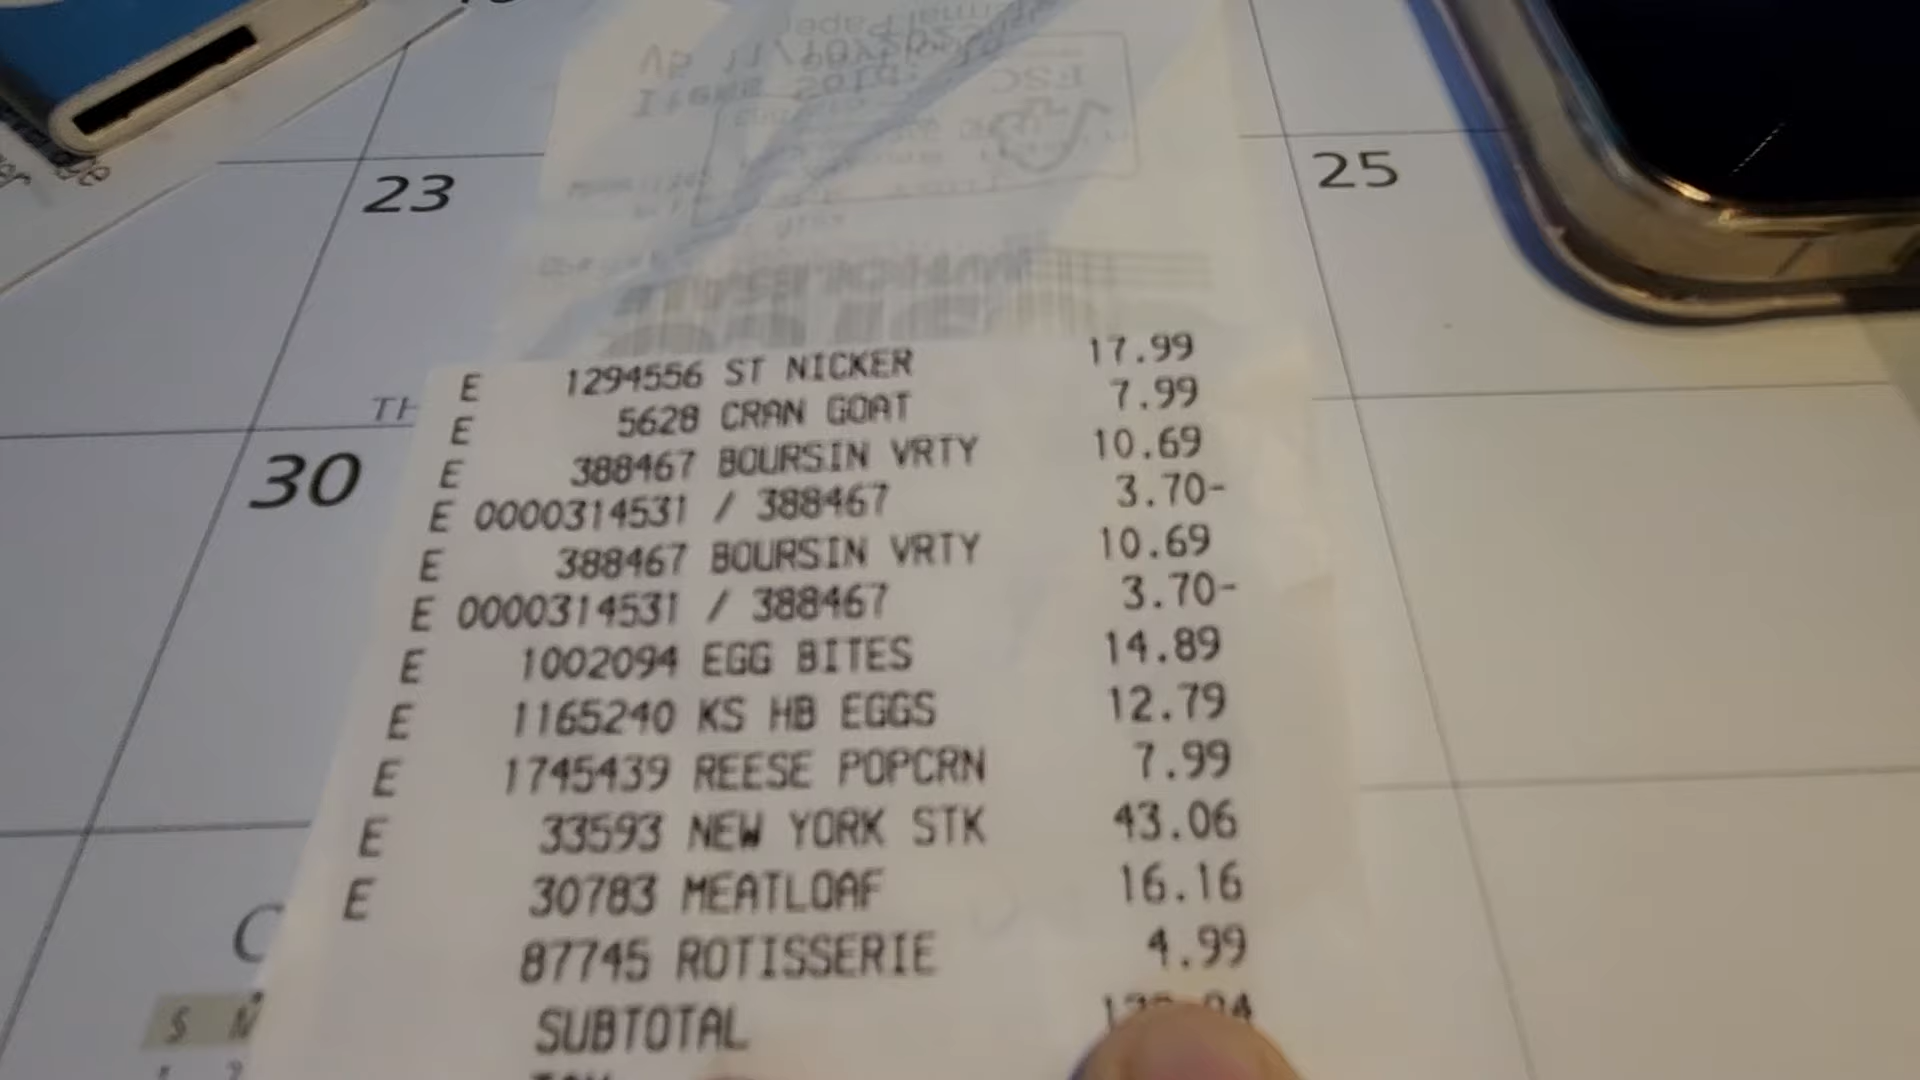 23
25
30
TH
E 1294556 ST NICKER 17.99
E 5628 CRAN GOAT 7.99
E 388467 BOURSIN VRTY 10.69
E 0000314531 / 388467 3.70-
E 388467 BOURSIN VRTY 10.69
E 0000314531 / 388467 3.70-
E 1002094 EGG BITES 14.89
E 1165240 KS HB EGGS 12.79
E 1745439 REESE POPCRN 7.99
E 33593 NEW YORK STK 43.06
E 30783 MEATLOAF 16.16
87745 ROTISSERIE 4.99
SUBTOTAL
S M